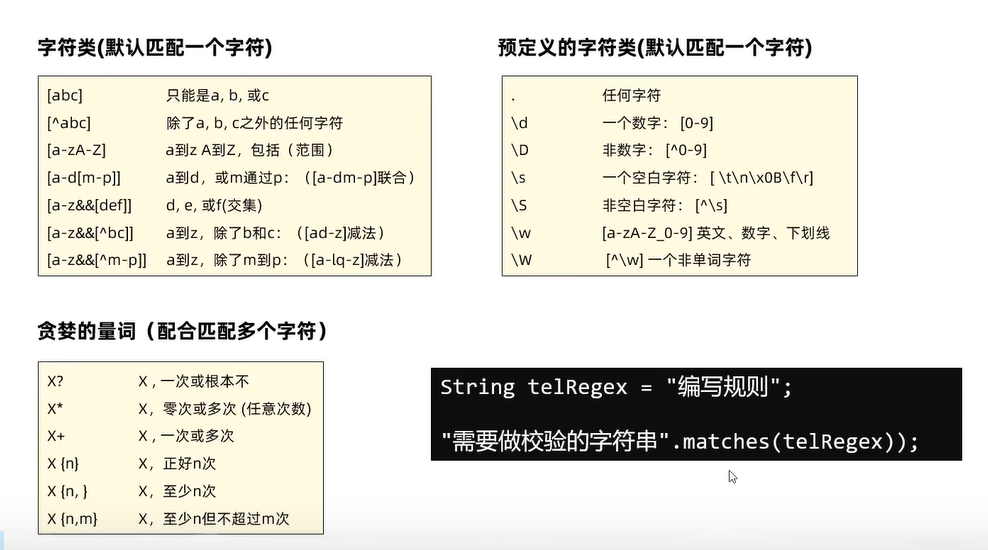 字符类(默认匹配一个字符)
[abc] 只能是a, b, 或c
[^abc] 除了a, b, c之外的任何字符
[a-zA-Z] a到z A到Z，包括（范围）
[a-d[m-p]] a到d，或m通过p：（[a-dm-p]联合）
[a-z&&[def]] d, e, 或f(交集)
[a-z&&[^bc]] a到z，除了b和c：（[ad-z]减法）
[a-z&&[^m-p]] a到z，除了m到p：（[a-lq-z]减法）
预定义的字符类(默认匹配一个字符)
. 任何字符
\d 一个数字： [0-9]
\D 非数字： [^0-9]
\s 一个空白字符： [ \t\n\x0B\f\r]
\S 非空白字符： [^\s]
\w [a-zA-Z_0-9] 英文、数字、下划线
\W [^\w] 一个非单词字符
贪婪的量词（配合匹配多个字符）
X? X , 一次或根本不
X* X，零次或多次 (任意次数)
X+ X , 一次或多次
X {n} X，正好n次
X {n, } X，至少n次
X {n,m} X，至少n但不超过m次
String telRegex = "编写规则";
"需要做校验的字符串".matches(telRegex));